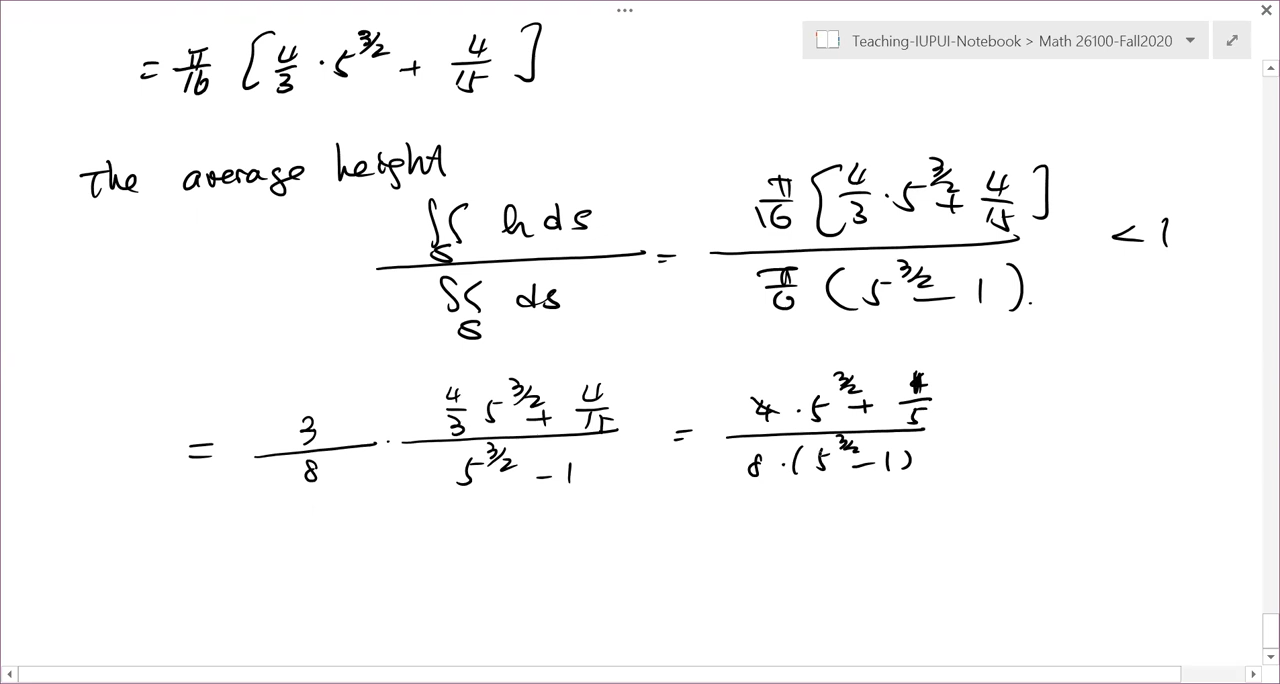 Teaching-IUPUI-Notebook > Math 26100-Fall2020
= π/16 [ 4/3 · 5^{3/2} + 4/15 ]
The average height
∬_S h dS / ∬_S dS = π/16 [ 4/3 · 5^{3/2} + 4/15 ] / π/6 ( 5^{3/2} - 1 ). < 1
= 3/8 · (4/3 5^{3/2} + 4/15) / (5^{3/2} - 1) = (4 · 5^{3/2} + 4/5) / (8 · (5^{3/2} - 1))